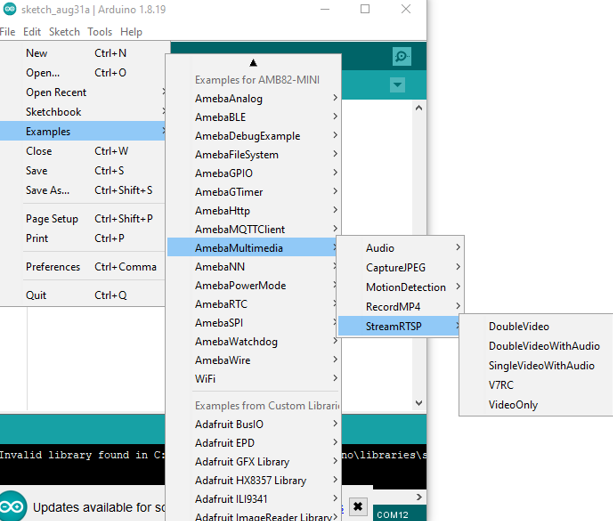 sketch_aug31a | Arduino 1.8.19
File Edit Sketch Tools Help
New Ctrl+N
Open... Ctrl+O
Open Recent
Sketchbook
Examples
Close Ctrl+W
Save Ctrl+S
Save As... Ctrl+Shift+S
Page Setup Ctrl+Shift+P
Print Ctrl+P
Preferences Ctrl+Comma
Quit Ctrl+Q
Examples for AMB82-MINI
AmebaAnalog
AmebaBLE
AmebaDebugExample
AmebaFileSystem
AmebaGPIO
AmebaGTimer
AmebaHttp
AmebaMQTTClient
AmebaMultimedia
AmebaNN
AmebaPowerMode
AmebaRTC
AmebaSPI
AmebaWatchdog
AmebaWire
WiFi
Examples from Custom Librarie
Adafruit BusIO
Adafruit EPD
Adafruit GFX Library
Adafruit HX8357 Library
Adafruit ILI9341
Adafruit ImageReader Library
Audio
CaptureJPEG
MotionDetection
RecordMP4
StreamRTSP
DoubleVideo
DoubleVideoWithAudio
SingleVideoWithAudio
V7RC
VideoOnly
Invalid library found in C: no\libraries\s
Updates available for so
COM12